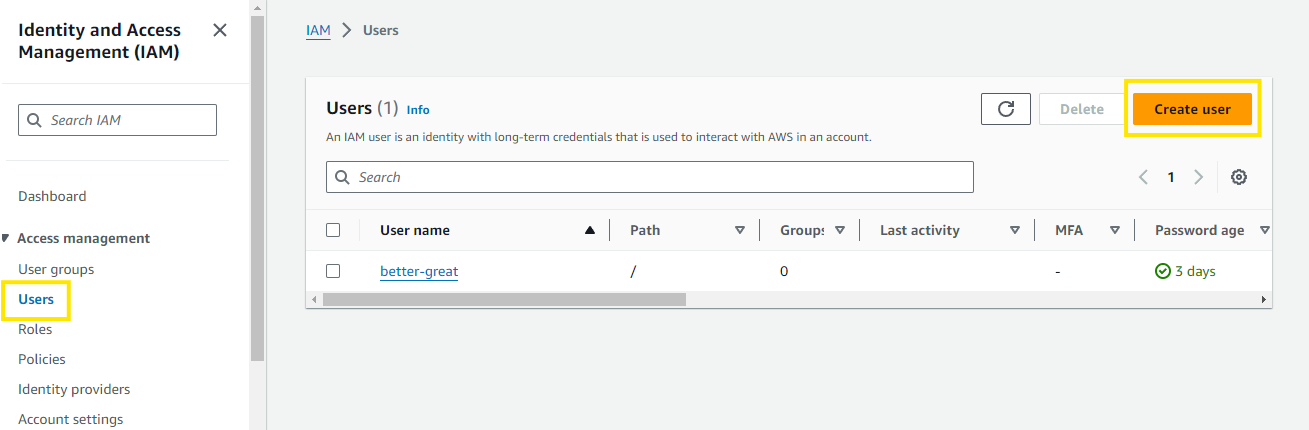 Identity and Access
Management (IAM)
Search IAM
Dashboard
Access management
User groups
Users
Roles
Policies
Identity providers
Account settings
IAM > Users
Users (1) Info
Delete
Create user
An IAM user is an identity with long-term credentials that is used to interact with AWS in an account.
Search
1
User name Path Groups Last activity MFA Password age
better-great / 0 - 3 days